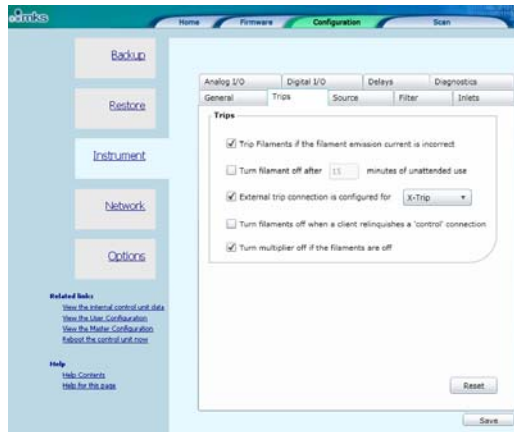 mks
Home Firmware Configuration Scan
Backup
Restore
Instrument
Network
Options
Related links
View the internal control unit data
View the User Configuration
View the Master Configuration
Reboot the control unit now
Help
Help Contents
Help for this page
Analog I/O Digital I/O Delays Diagnostics
General Trips Source Filter Inlets
Trips
Trip Filaments if the filament emission current is incorrect
Turn filament off after 15 minutes of unattended use
External trip connection is configured for X-Trip
Turn filaments off when a client relinquishes a 'control' connection
Turn multiplier off if the filaments are off
Reset
Save